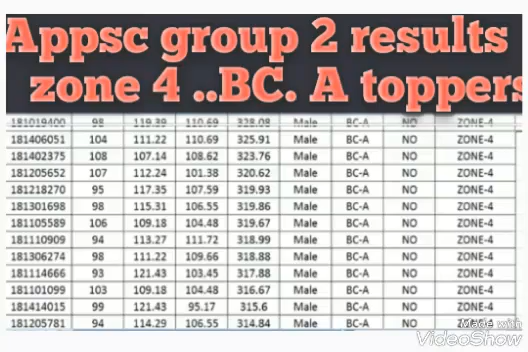 Appsc group 2 results
zone 4 ..BC. A toppers
181019400 98 119.39 110.69 328.08 Male BC-A NO ZONE-4
181406051 104 111.22 110.69 325.91 Male BC-A NO ZONE-4
181402375 108 107.14 108.62 323.76 Male BC-A NO ZONE-4
181205652 107 112.24 101.38 320.62 Male BC-A NO ZONE-4
181218270 95 117.35 107.59 319.93 Male BC-A NO ZONE-4
181301698 98 115.31 106.55 319.86 Male BC-A NO ZONE-4
181105589 106 109.18 104.48 319.67 Male BC-A NO ZONE-4
181110909 94 113.27 111.72 318.99 Male BC-A NO ZONE-4
181306274 98 111.22 109.66 318.88 Male BC-A NO ZONE-4
181114666 93 121.43 103.45 317.88 Male BC-A NO ZONE-4
181101099 103 109.18 104.48 316.67 Male BC-A NO ZONE-4
181414015 99 121.43 95.17 315.6 Male BC-A NO ZONE-4
181205781 94 114.29 106.55 314.84 Male BC-A NO ZONE-4
Made with
VideoShow